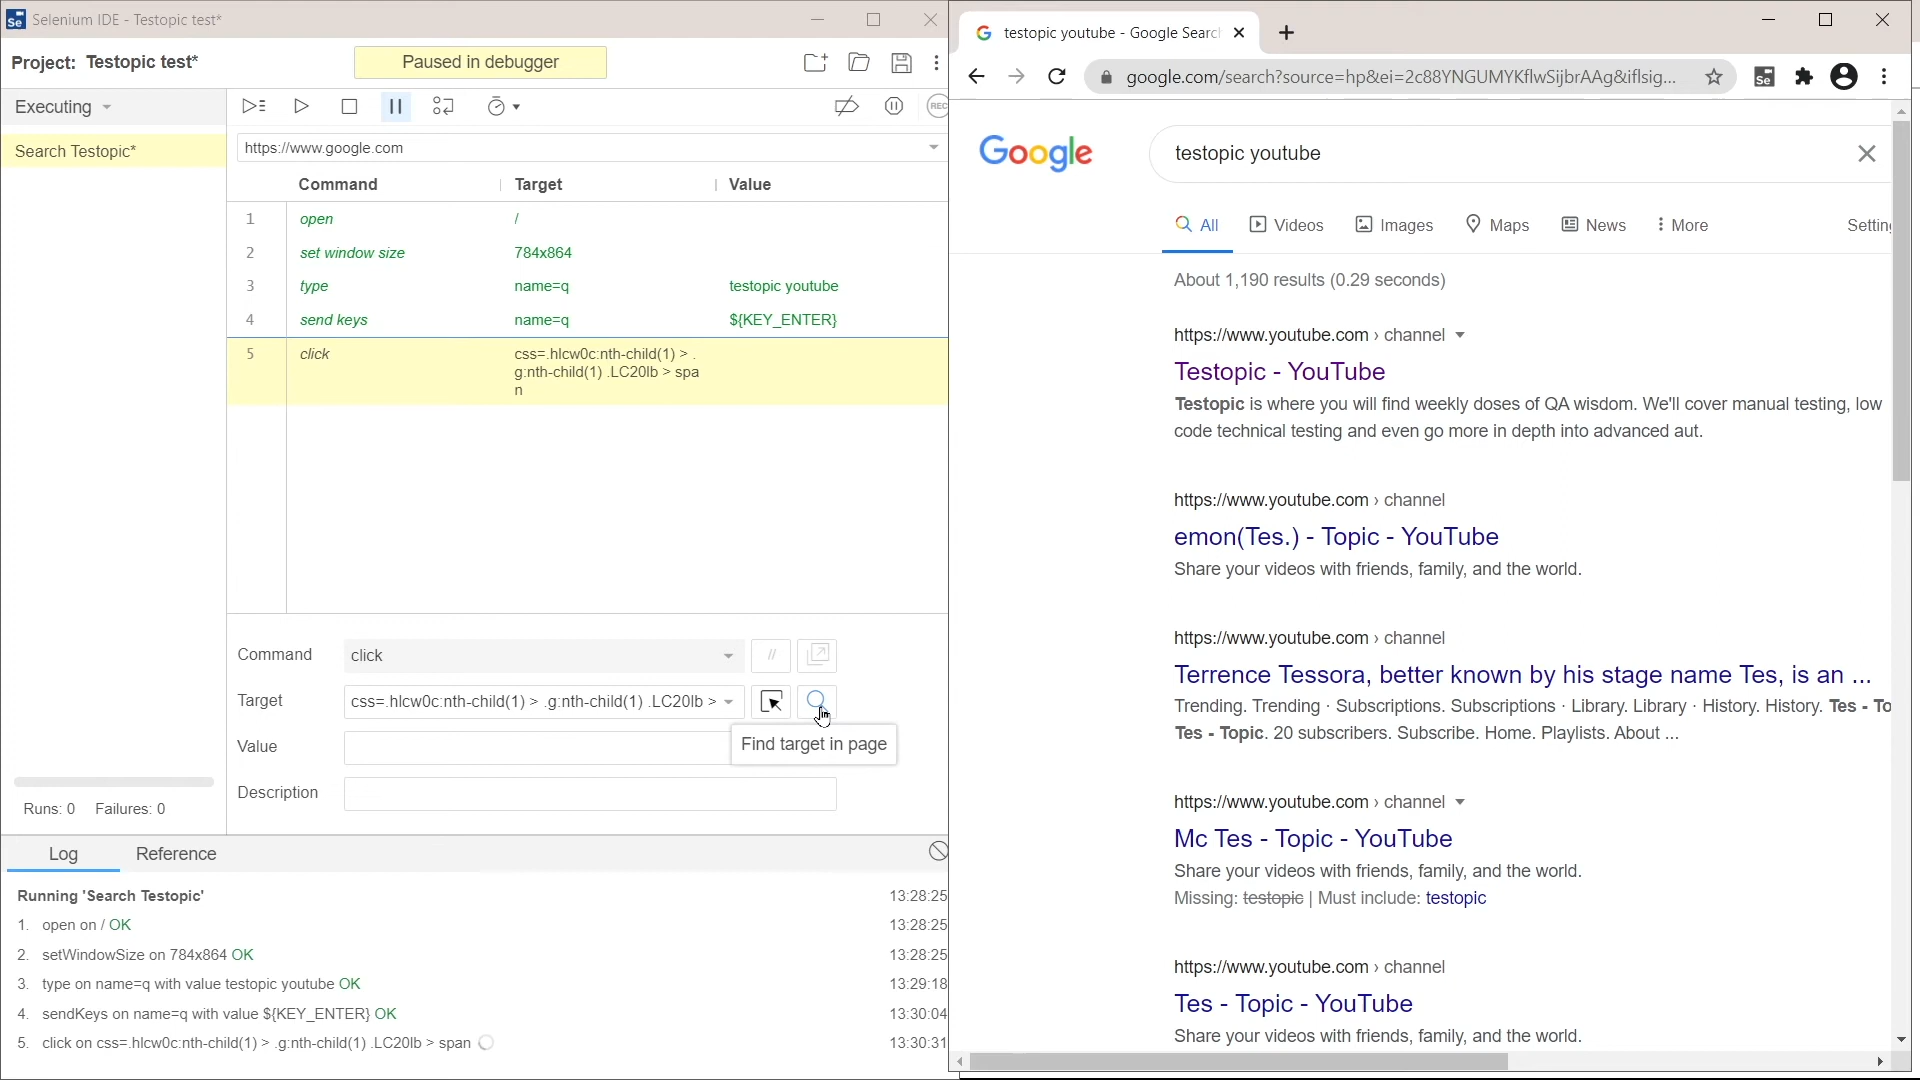 Selenium IDE - Testopic test*
Project: Testopic test*
Paused in debugger
Executing
REC
Search Testopic*
https://www.google.com
Command Target Value
1 open /
2 set window size 784x864
3 type name=q testopic youtube
4 send keys name=q ${KEY_ENTER}
5 click css=.hlcw0c:nth-child(1) > .
g:nth-child(1) .LC20lb > spa
n
Command click //
Target css=.hlcw0c:nth-child(1) > .g:nth-child(1) .LC20lb >
Find target in page
Value
Description
Runs: 0 Failures: 0
Log Reference
Running 'Search Testopic' 13:28:25
1. open on / OK 13:28:25
2. setWindowSize on 784x864 OK 13:28:25
3. type on name=q with value testopic youtube OK 13:29:18
4. sendKeys on name=q with value ${KEY_ENTER} OK 13:30:04
5. click on css=.hlcw0c:nth-child(1) > .g:nth-child(1) .LC20lb > span 13:30:31
testopic youtube - Google Searc
google.com/search?source=hp&ei=2c88YNGUMYKflwSijbrAAg&iflsig...
Google
testopic youtube
All Videos Images Maps News More Setting
About 1,190 results (0.29 seconds)
https://www.youtube.com › channel
Testopic - YouTube
Testopic is where you will find weekly doses of QA wisdom. We'll cover manual testing, low
code technical testing and even go more in depth into advanced aut.
https://www.youtube.com › channel
emon(Tes.) - Topic - YouTube
Share your videos with friends, family, and the world.
https://www.youtube.com › channel
Terrence Tessora, better known by his stage name Tes, is an ...
Trending. Trending · Subscriptions. Subscriptions · Library. Library · History. History. Tes - To
Tes - Topic. 20 subscribers. Subscribe. Home. Playlists. About ...
https://www.youtube.com › channel
Mc Tes - Topic - YouTube
Share your videos with friends, family, and the world.
Missing: testopic | Must include: testopic
https://www.youtube.com › channel
Tes - Topic - YouTube
Share your videos with friends, family, and the world.